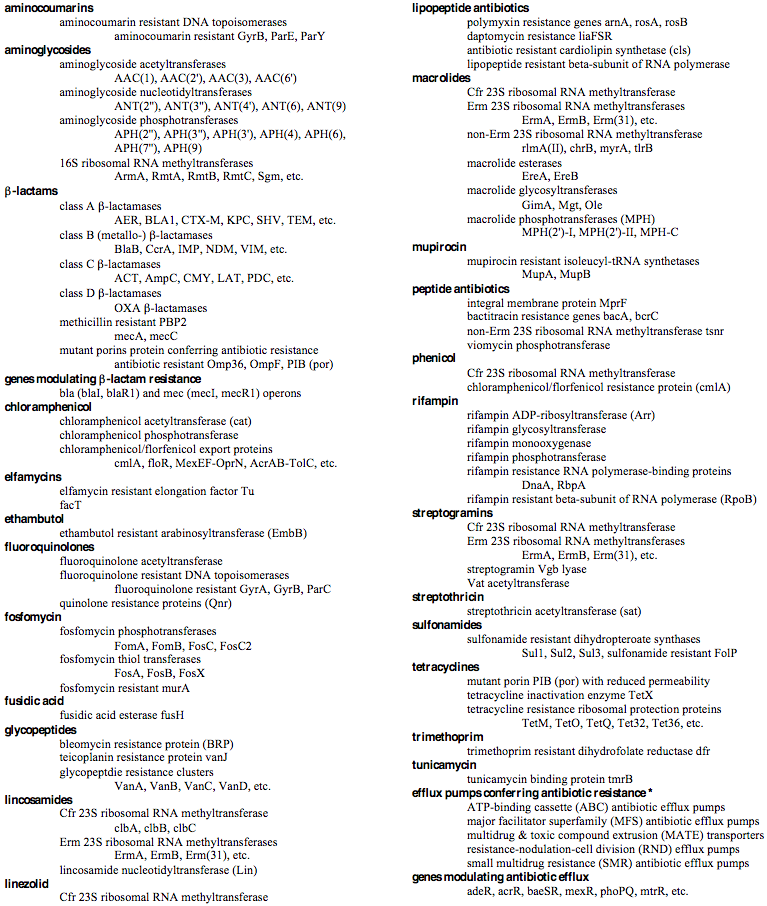 aminocoumarins
aminocoumarin resistant DNA topoisomerases
aminocoumarin resistant GyrB, ParE, ParY
aminoglycosides
aminoglycoside acetyltransferases
AAC(1), AAC(2'), AAC(3), AAC(6')
aminoglycoside nucleotidyltransferases
ANT(2''), ANT(3''), ANT(4'), ANT(6), ANT(9)
aminoglycoside phosphotransferases
APH(2''), APH(3''), APH(3'), APH(4), APH(6),
APH(7''), APH(9)
16S ribosomal RNA methyltransferases
ArmA, RmtA, RmtB, RmtC, Sgm, etc.
β-lactams
class A β-lactamases
AER, BLA1, CTX-M, KPC, SHV, TEM, etc.
class B (metallo-) β-lactamases
BlaB, CcrA, IMP, NDM, VIM, etc.
class C β-lactamases
ACT, AmpC, CMY, LAT, PDC, etc.
class D β-lactamases
OXA β-lactamases
methicillin resistant PBP2
mecA, mecC
mutant porins protein conferring antibiotic resistance
antibiotic resistant Omp36, OmpF, PIB (por)
genes modulating β-lactam resistance
bla (blaI, blaR1) and mec (mecI, mecR1) operons
chloramphenicol
chloramphenicol acetyltransferase (cat)
chloramphenicol phosphotransferase
chloramphenicol/florfenicol export proteins
cmlA, floR, MexEF-OprN, AcrAB-TolC, etc.
elfamycins
elfamycin resistant elongation factor Tu
facT
ethambutol
ethambutol resistant arabinosyltransferase (EmbB)
fluoroquinolones
fluoroquinolone acetyltransferase
fluoroquinolone resistant DNA topoisomerases
fluoroquinolone resistant GyrA, GyrB, ParC
quinolone resistance proteins (Qnr)
fosfomycin
fosfomycin phosphotransferases
FomA, FomB, FosC, FosC2
fosfomycin thiol transferases
FosA, FosB, FosX
fosfomycin resistant murA
fusidic acid
fusidic acid esterase fusH
glycopeptides
bleomycin resistance protein (BRP)
teicoplanin resistance protein vanJ
glycopeptdie resistance clusters
VanA, VanB, VanC, VanD, etc.
lincosamides
Cfr 23S ribosomal RNA methyltransferase
clbA, clbB, clbC
Erm 23S ribosomal RNA methyltransferases
ErmA, ErmB, Erm(31), etc.
lincosamide nucleotidyltransferase (Lin)
linezolid
Cfr 23S ribosomal RNA methyltransferase
lipopeptide antibiotics
polymyxin resistance genes arnA, rosA, rosB
daptomycin resistance liaFSR
antibiotic resistant cardiolipin synthetase (cls)
lipopeptide resistant beta-subunit of RNA polymerase
macrolides
Cfr 23S ribosomal RNA methyltransferase
Erm 23S ribosomal RNA methyltransferases
ErmA, ErmB, Erm(31), etc.
non-Erm 23S ribosomal RNA methyltransferase
rlmA(II), chrB, myrA, tlrB
macrolide esterases
EreA, EreB
macrolide glycosyltransferases
GimA, Mgt, Ole
macrolide phosphotransferases (MPH)
MPH(2')-I, MPH(2')-II, MPH-C
mupirocin
mupirocin resistant isoleucyl-tRNA synthetases
MupA, MupB
peptide antibiotics
integral membrane protein MprF
bactitracin resistance genes bacA, bcrC
non-Erm 23S ribosomal RNA methyltransferase tsnr
viomycin phosphotransferase
phenicol
Cfr 23S ribosomal RNA methyltransferase
chloramphenicol/florfenicol resistance protein (cmlA)
rifampin
rifampin ADP-ribosyltransferase (Arr)
rifampin glycosyltransferase
rifampin monooxygenase
rifampin phosphotransferase
rifampin resistance RNA polymerase-binding proteins
DnaA, RbpA
rifampin resistant beta-subunit of RNA polymerase (RpoB)
streptogramins
Cfr 23S ribosomal RNA methyltransferase
Erm 23S ribosomal RNA methyltransferases
ErmA, ErmB, Erm(31), etc.
streptogramin Vgb lyase
Vat acetyltransferase
streptothricin
streptothricin acetyltransferase (sat)
sulfonamides
sulfonamide resistant dihydropteroate synthases
Sul1, Sul2, Sul3, sulfonamide resistant FolP
tetracyclines
mutant porin PIB (por) with reduced permeability
tetracycline inactivation enzyme TetX
tetracycline resistance ribosomal protection proteins
TetM, TetO, TetQ, Tet32, Tet36, etc.
trimethoprim
trimethoprim resistant dihydrofolate reductase dfr
tunicamycin
tunicamycin binding protein tmrB
efflux pumps conferring antibiotic resistance *
ATP-binding cassette (ABC) antibiotic efflux pumps
major facilitator superfamily (MFS) antibiotic efflux pumps
multidrug & toxic compound extrusion (MATE) transporters
resistance-nodulation-cell division (RND) efflux pumps
small multidrug resistance (SMR) antibiotic efflux pumps
genes modulating antibiotic efflux
adeR, acrR, baeSR, mexR, phoPQ, mtrR, etc.